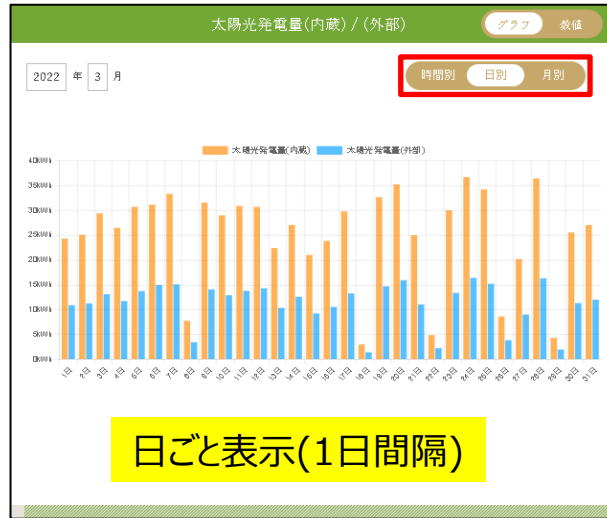 太陽光発電量(内蔵) / (外部)
グラフ 数値
2022 年 3 月
時間別 日別 月別
太陽光発電量(内蔵) 太陽光発電量(外部)
40kWh
35kWh
30kWh
25kWh
20kWh
15kWh
10kWh
5kWh
0kWh
1日 2日 3日 4日 5日 6日 7日 8日 9日 10日 11日 12日 13日 14日 15日 16日 17日 18日 19日 20日 21日 22日 23日 24日 25日 26日 27日 28日 29日 30日 31日
日ごと表示(1日間隔)